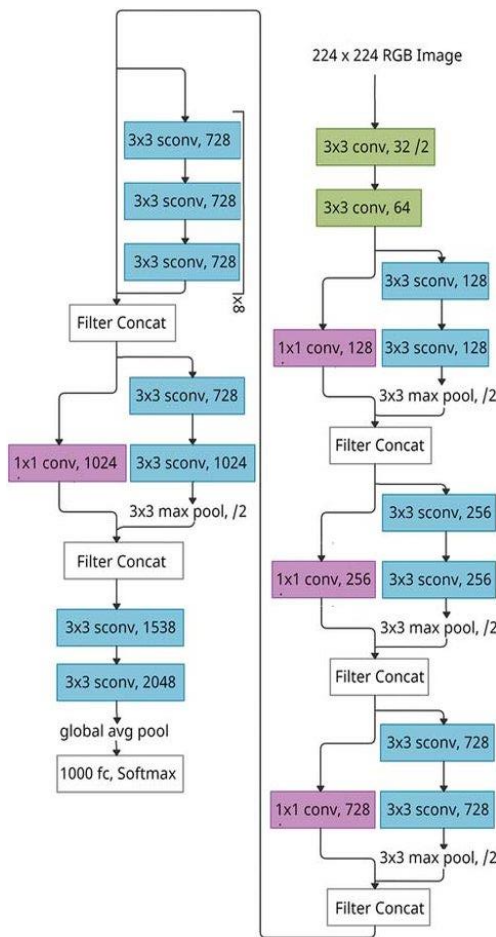 224 x 224 RGB Image
3x3 conv, 32 /2
3x3 conv, 64
3x3 sconv, 128
1x1 conv, 128
3x3 sconv, 128
3x3 max pool, /2
Filter Concat
3x3 sconv, 256
1x1 conv, 256
3x3 sconv, 256
3x3 max pool, /2
Filter Concat
3x3 sconv, 728
1x1 conv, 728
3x3 sconv, 728
3x3 max pool, /2
Filter Concat
3x3 sconv, 728
3x3 sconv, 728
3x3 sconv, 728
x8
Filter Concat
3x3 sconv, 728
1x1 conv, 1024
3x3 sconv, 1024
3x3 max pool, /2
Filter Concat
3x3 sconv, 1538
3x3 sconv, 2048
global avg pool
1000 fc, Softmax